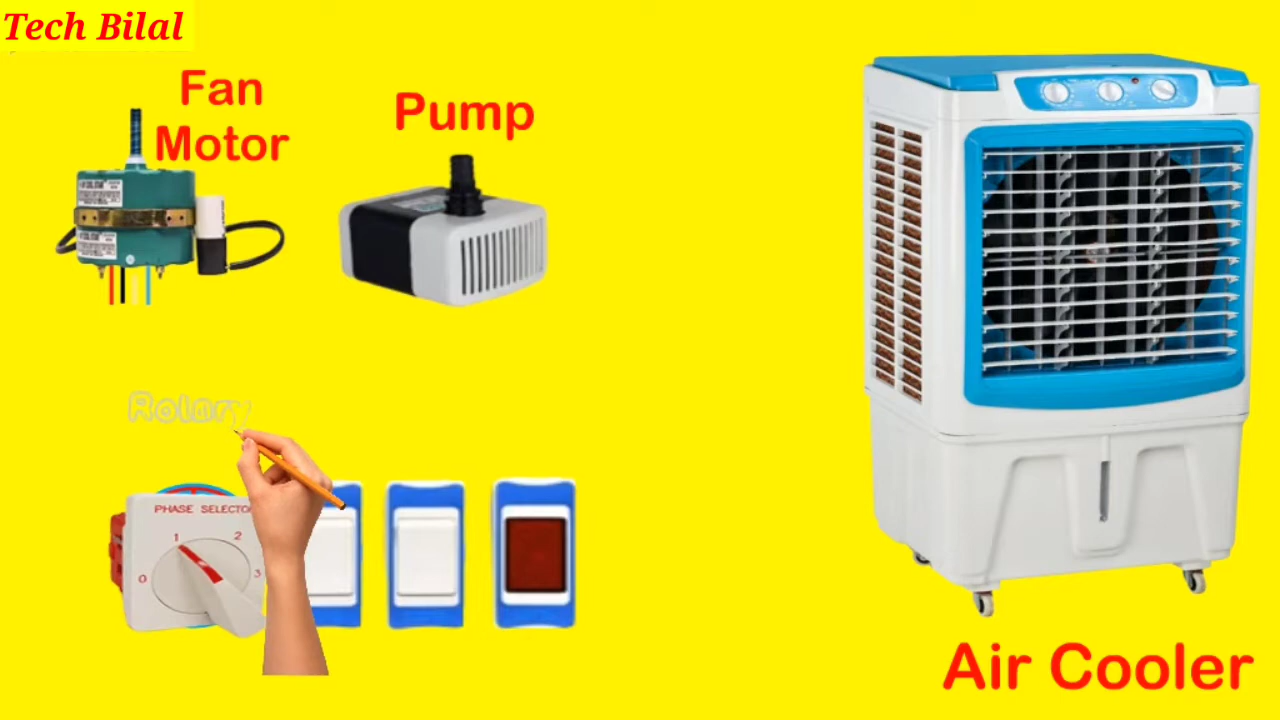 Tech Bilal
Fan
Motor
Pump
Rotary
PHASE SELECTOR
1
2
0
3
Air Cooler